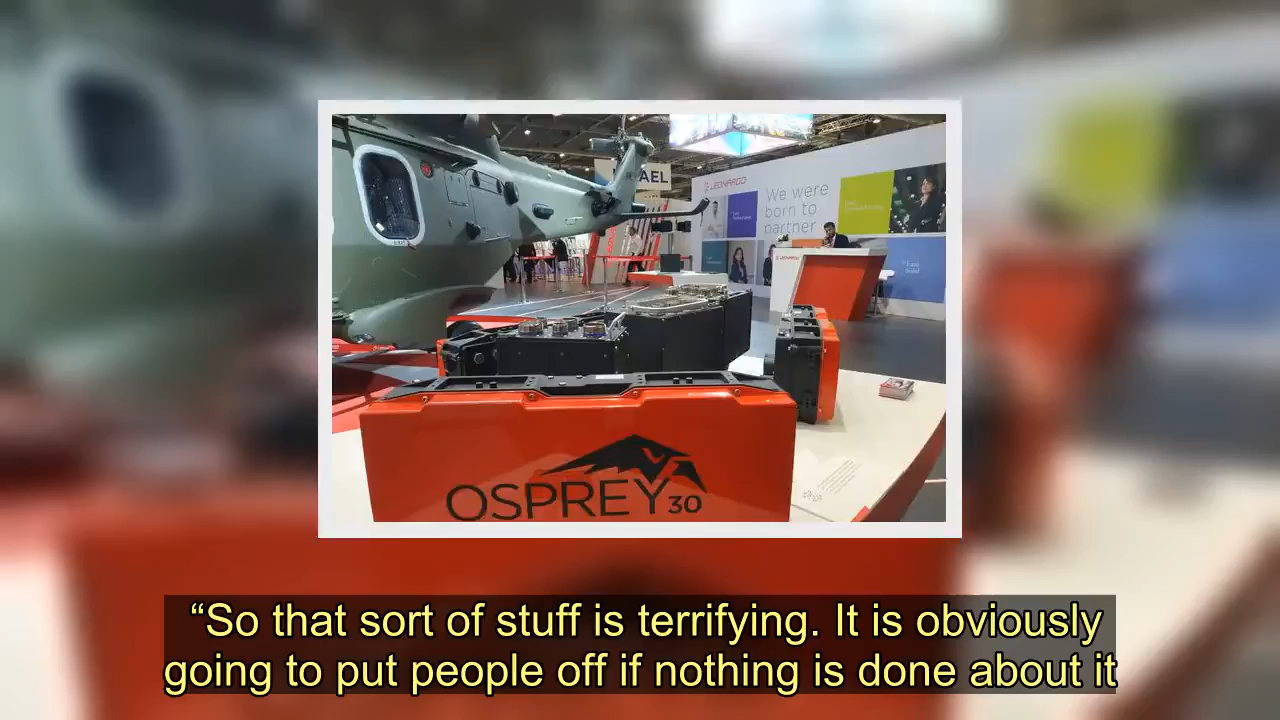 AEL
LEONARDO
We were
born to
partner
LEONARDO
OSPREY30
“So that sort of stuff is terrifying. It is obviously
going to put people off if nothing is done about it